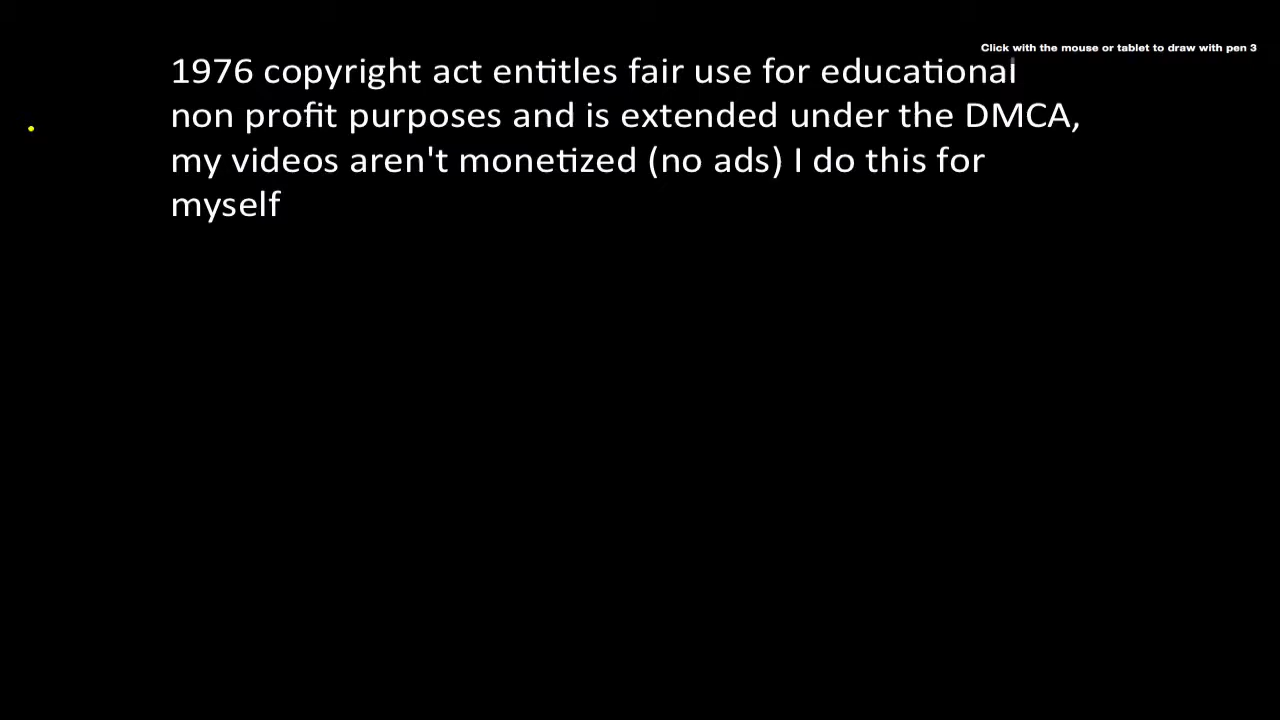 Click with the mouse or tablet to draw with pen 3
1976 copyright act entitles fair use for educational
non profit purposes and is extended under the DMCA,
my videos aren't monetized (no ads) I do this for
myself